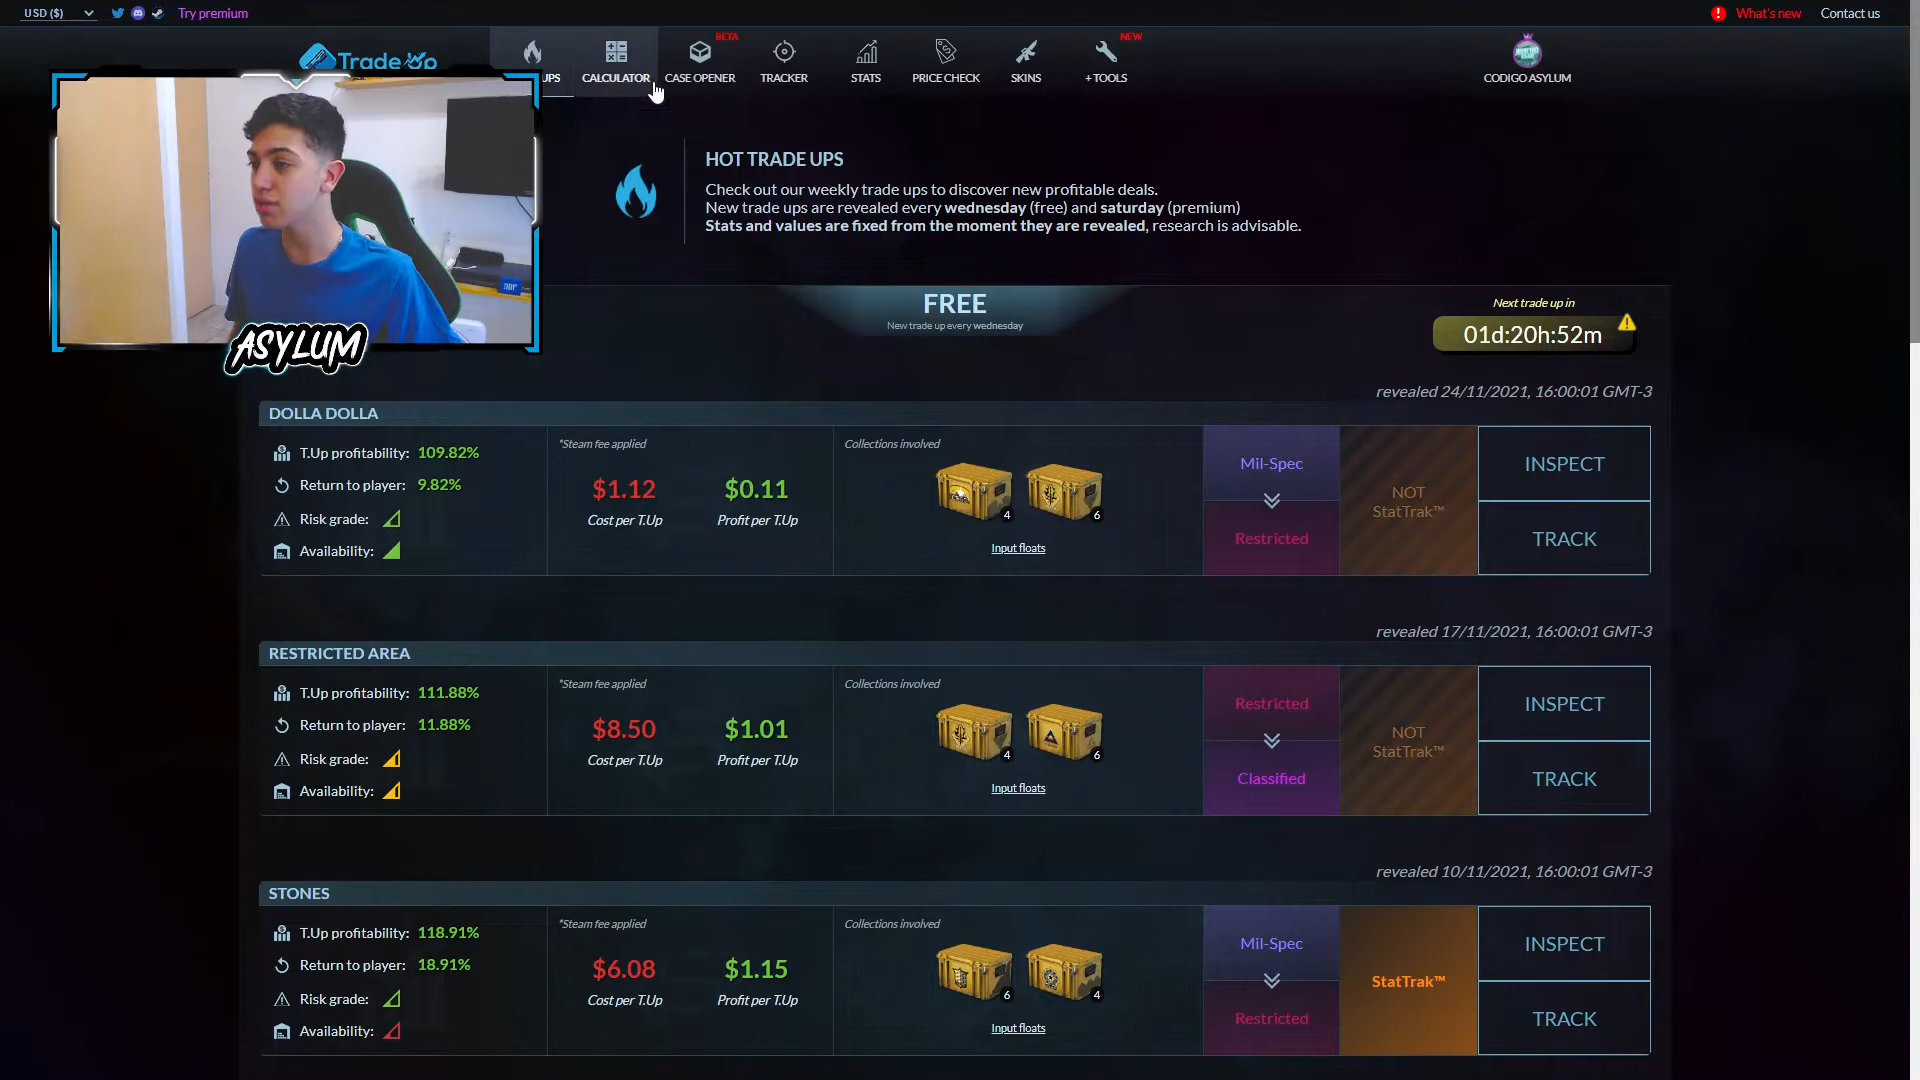 USD ($)
Try premium
What's new
Contact us
Trade Up
UPS
CALCULATOR
BETA
CASE OPENER
TRACKER
STATS
PRICE CHECK
SKINS
NEW
+ TOOLS
CODIGO ASYLUM
ASYLUM
HOT TRADE UPS
Check out our weekly trade ups to discover new profitable deals.
New trade ups are revealed every wednesday (free) and saturday (premium)
Stats and values are fixed from the moment they are revealed, research is advisable.
FREE
New trade up every wednesday
Next trade up in
01d:20h:52m
revealed 24/11/2021, 16:00:01 GMT-3
DOLLA DOLLA
T.Up profitability: 109.82%
Return to player: 9.82%
Risk grade:
Availability:
*Steam fee applied
$1.12
Cost per T.Up
$0.11
Profit per T.Up
Collections involved
4
6
Input floats
Mil-Spec
Restricted
NOT
StatTrak™
INSPECT
TRACK
revealed 17/11/2021, 16:00:01 GMT-3
RESTRICTED AREA
T.Up profitability: 111.88%
Return to player: 11.88%
Risk grade:
Availability:
*Steam fee applied
$8.50
Cost per T.Up
$1.01
Profit per T.Up
Collections involved
4
6
Input floats
Restricted
Classified
NOT
StatTrak™
INSPECT
TRACK
revealed 10/11/2021, 16:00:01 GMT-3
STONES
T.Up profitability: 118.91%
Return to player: 18.91%
Risk grade:
Availability:
*Steam fee applied
$6.08
Cost per T.Up
$1.15
Profit per T.Up
Collections involved
6
4
Input floats
Mil-Spec
Restricted
StatTrak™
INSPECT
TRACK